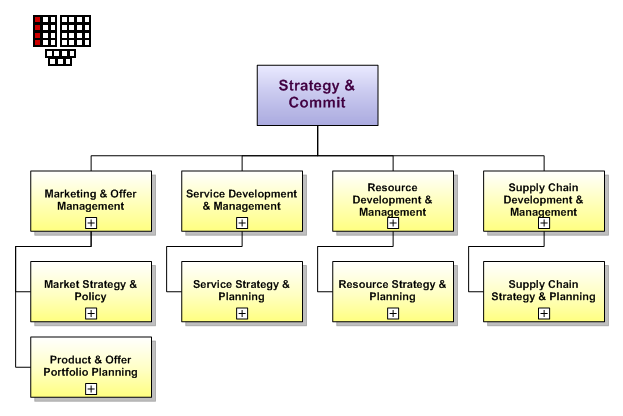 Strategy &
Commit
Marketing & Offer
Management
Service Development
& Management
Resource
Development &
Management
Supply Chain
Development &
Management
Market Strategy &
Policy
Service Strategy &
Planning
Resource Strategy &
Planning
Supply Chain
Strategy & Planning
Product & Offer
Portfolio Planning